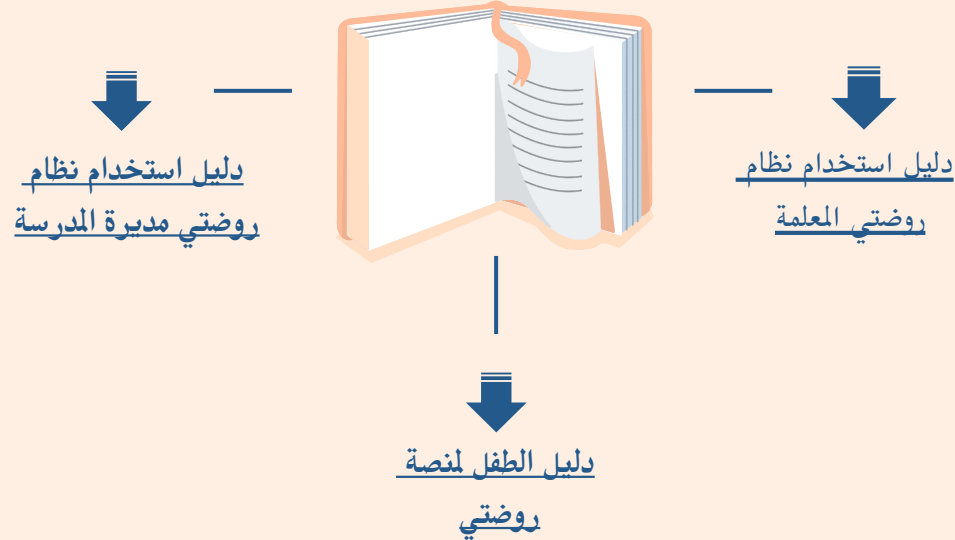 دليل استخدام نظام
روضتي المعلمة
دليل استخدام نظام
روضتي مديرة المدرسة
دليل الطفل لمنصة
روضتي